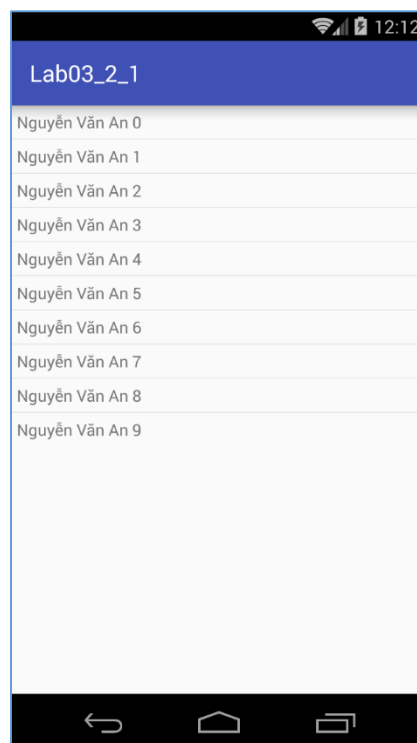 12:12
Lab03_2_1
Nguyễn Văn An 0
Nguyễn Văn An 1
Nguyễn Văn An 2
Nguyễn Văn An 3
Nguyễn Văn An 4
Nguyễn Văn An 5
Nguyễn Văn An 6
Nguyễn Văn An 7
Nguyễn Văn An 8
Nguyễn Văn An 9